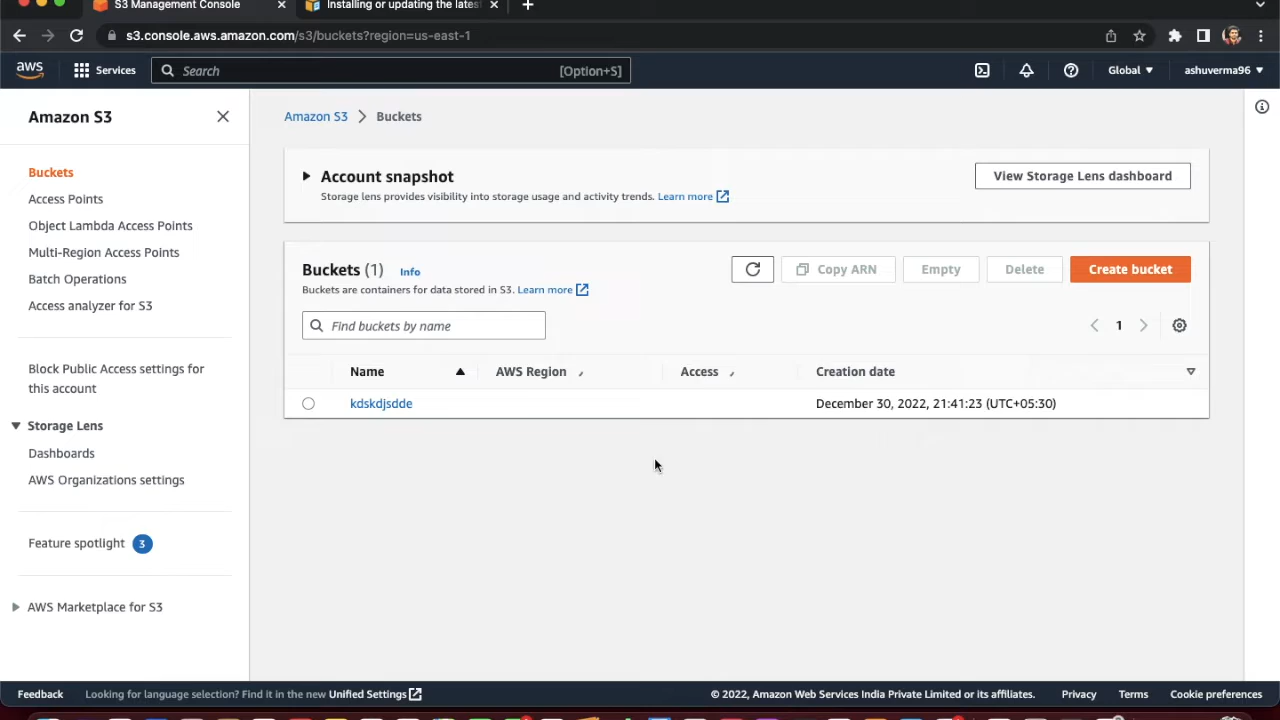 S3 Management Console
Installing or updating the latest
s3.console.aws.amazon.com/s3/buckets?region=us-east-1
aws
Services
Search
[Option+S]
Global
ashuverma96
Amazon S3
Buckets
Access Points
Object Lambda Access Points
Multi-Region Access Points
Batch Operations
Access analyzer for S3
Block Public Access settings for
this account
Storage Lens
Dashboards
AWS Organizations settings
Feature spotlight 3
AWS Marketplace for S3
Amazon S3 > Buckets
Account snapshot
Storage lens provides visibility into storage usage and activity trends. Learn more
View Storage Lens dashboard
Buckets (1) Info
Buckets are containers for data stored in S3. Learn more
Copy ARN
Empty
Delete
Create bucket
Find buckets by name
1
Name AWS Region Access Creation date
kdskdjsdde December 30, 2022, 21:41:23 (UTC+05:30)
Feedback Looking for language selection? Find it in the new Unified Settings © 2022, Amazon Web Services India Private Limited or its affiliates. Privacy Terms Cookie preferences